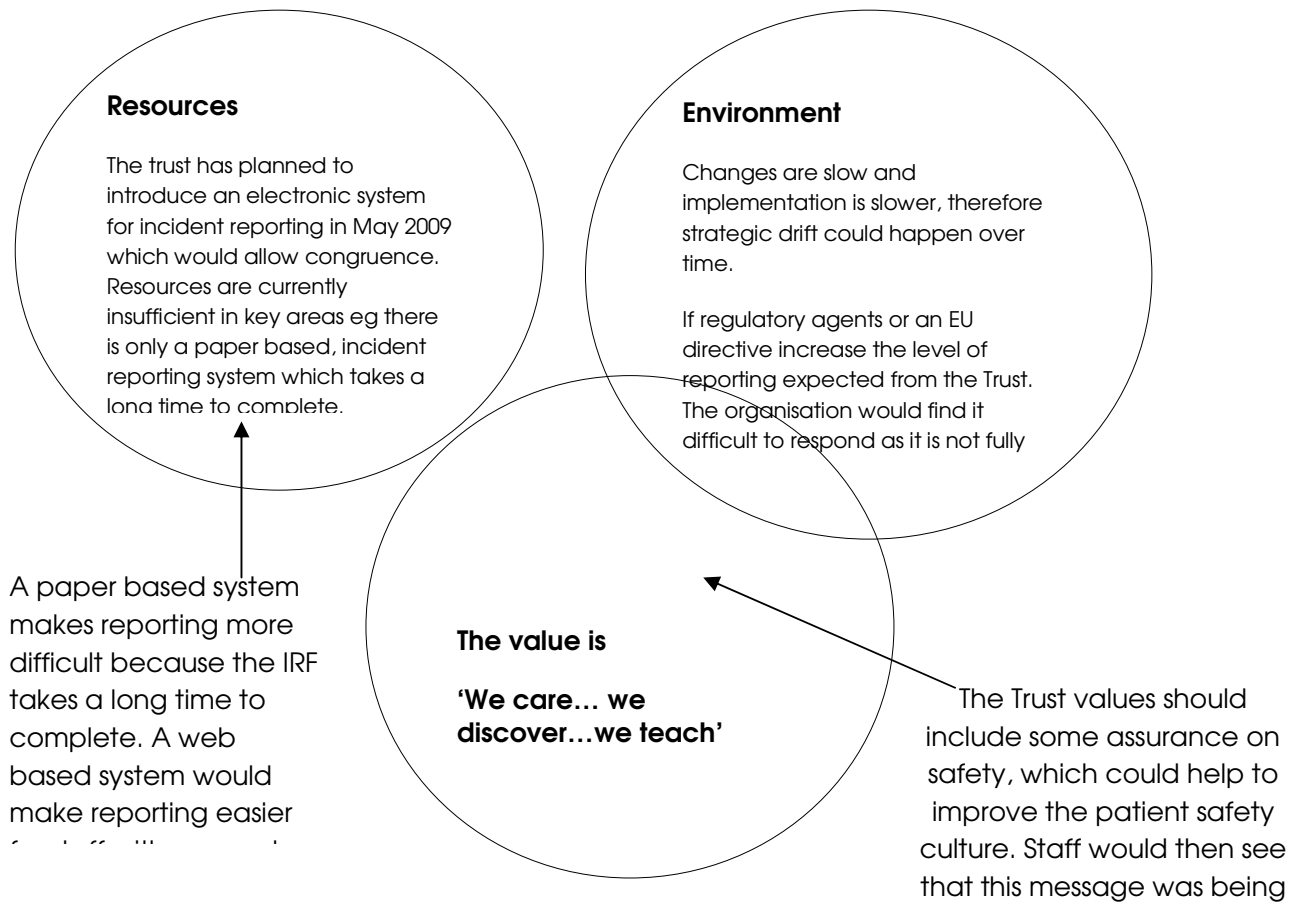 Resources
The trust has planned to
introduce an electronic system
for incident reporting in May 2009
which would allow congruence.
Resources are currently
insufficient in key areas eg there
is only a paper based, incident
reporting system which takes a
long time to complete.
Environment
Changes are slow and
implementation is slower, therefore
strategic drift could happen over
time.
If regulatory agents or an EU
directive increase the level of
reporting expected from the Trust.
The organisation would find it
difficult to respond as it is not fully
A paper based system
makes reporting more
difficult because the IRF
takes a long time to
complete. A web
based system would
make reporting easier
The value is
‘We care… we
discover…we teach’
The Trust values should
include some assurance on
safety, which could help to
improve the patient safety
culture. Staff would then see
that this message was being